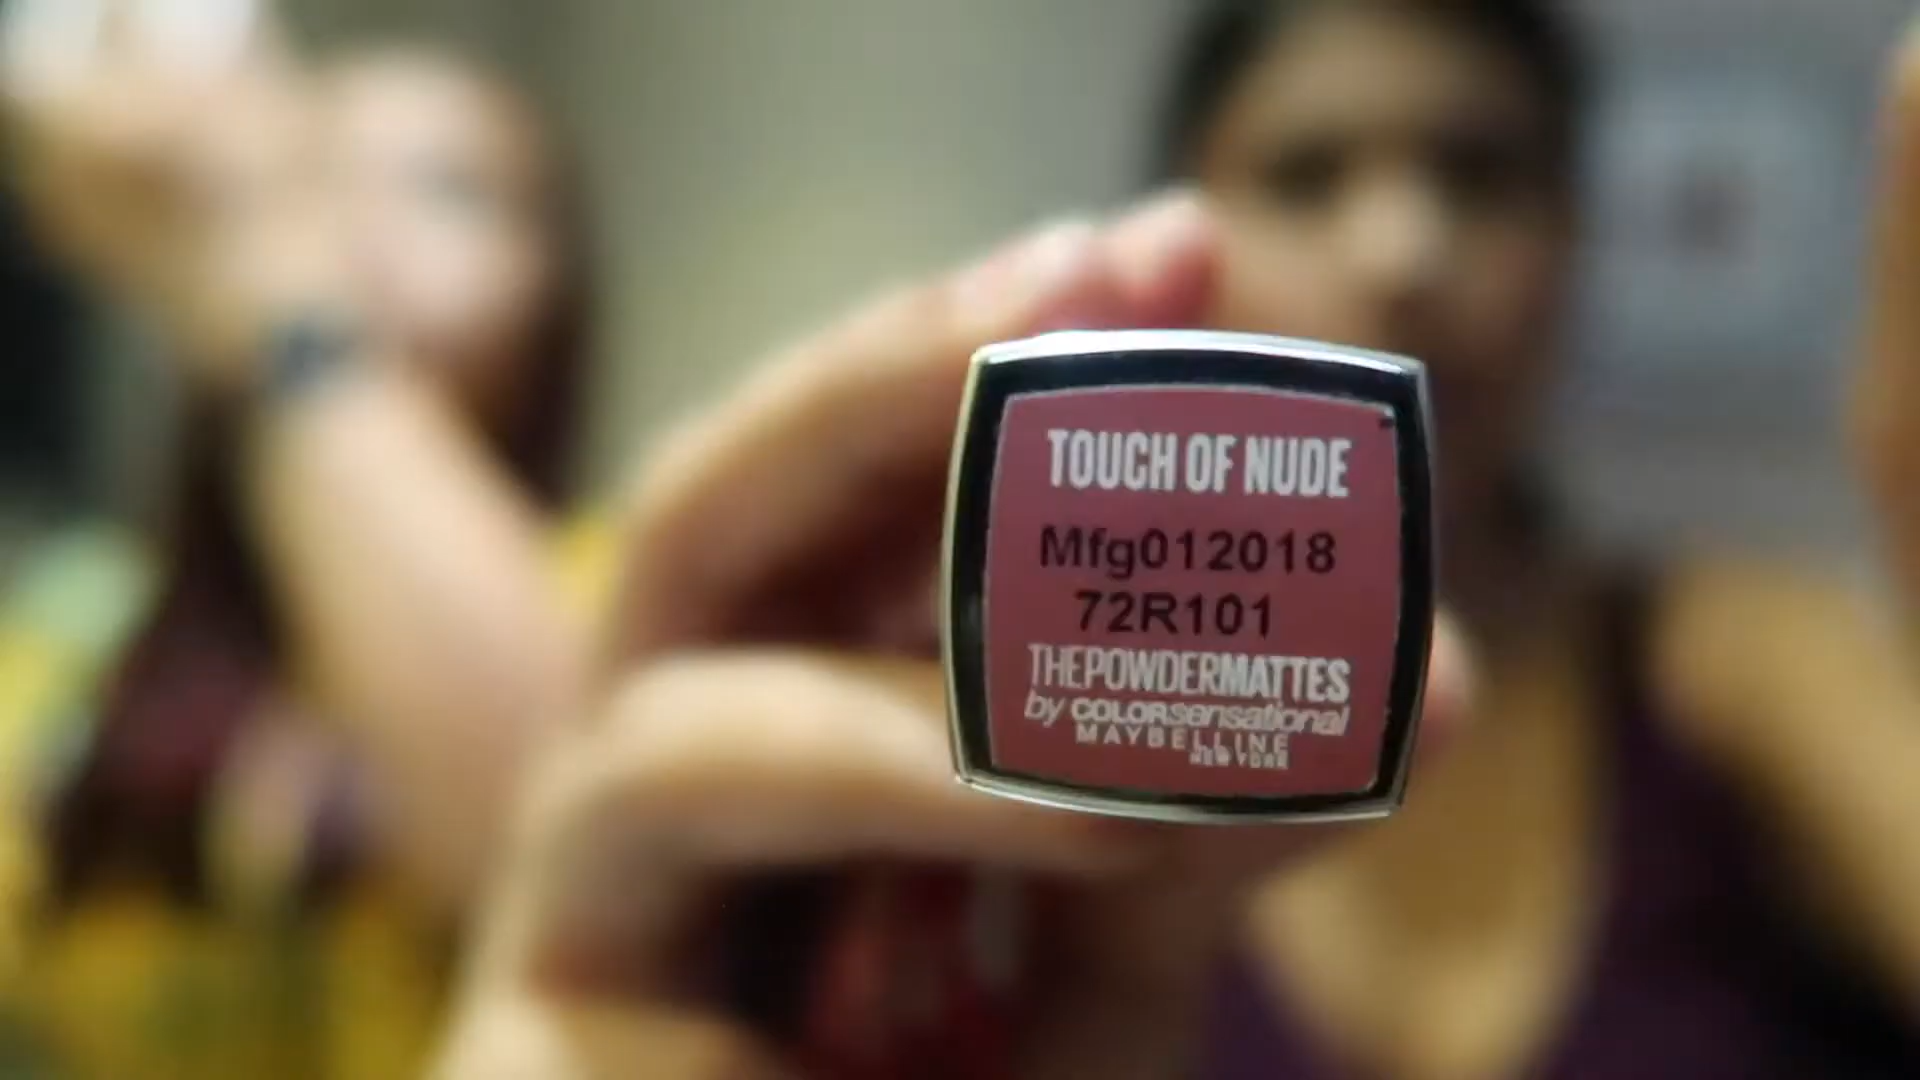 TOUCH OF NUDE
Mfg012018
72R101
THEPOWDERMATTES
by COLORsensational
MAYBELLINE
NEW YORK